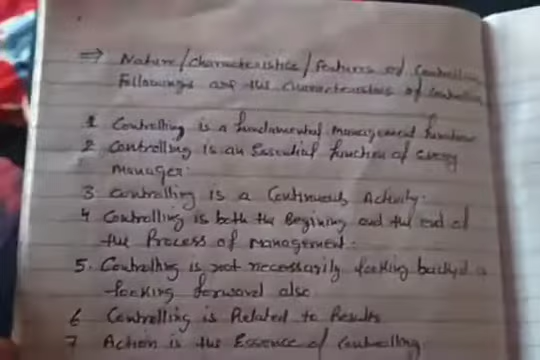 ⇒ Nature/characteristics/features of Controlling
Followings are the characteristics of Controlling
1 Controlling is a fundamental management function
2 Controlling is an Essential function of every
manager.
3 Controlling is a Continuous Activity.
4 Controlling is both the Begining and the end of
the Process of management.
5. Controlling is not necessarily looking
looking forward also
6 Controlling is Related to Results
7 Action is the Essence of Controlling